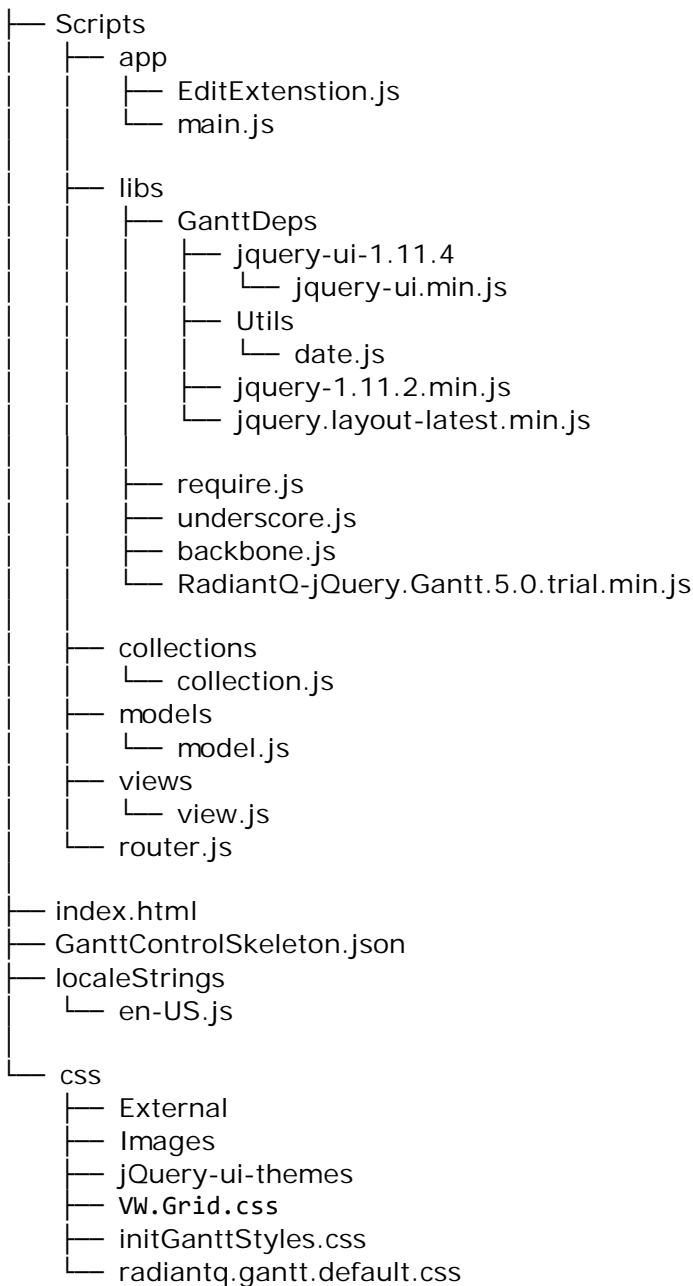 ├── Scripts
│   ├── app
│   │   ├── EditExtenstion.js
│   │   └── main.js
│   │
│   ├── libs
│   │   ├── GanttDeps
│   │   │   ├── jquery-ui-1.11.4
│   │   │   │   └── jquery-ui.min.js
│   │   │   ├── Utils
│   │   │   │   └── date.js
│   │   │   ├── jquery-1.11.2.min.js
│   │   │   └── jquery.layout-latest.min.js
│   │   │
│   │   ├── require.js
│   │   ├── underscore.js
│   │   ├── backbone.js
│   │   └── RadiantQ-jQuery.Gantt.5.0.trial.min.js
│   │
│   ├── collections
│   │   └── collection.js
│   ├── models
│   │   └── model.js
│   ├── views
│   │   └── view.js
│   └── router.js
│
├── index.html
├── GanttControlSkeleton.json
├── localeStrings
│   └── en-US.js
│
└── css
    ├── External
    ├── Images
    ├── jQuery-ui-themes
    ├── VW.Grid.css
    ├── initGanttStyles.css
    └── radiantq.gantt.default.css